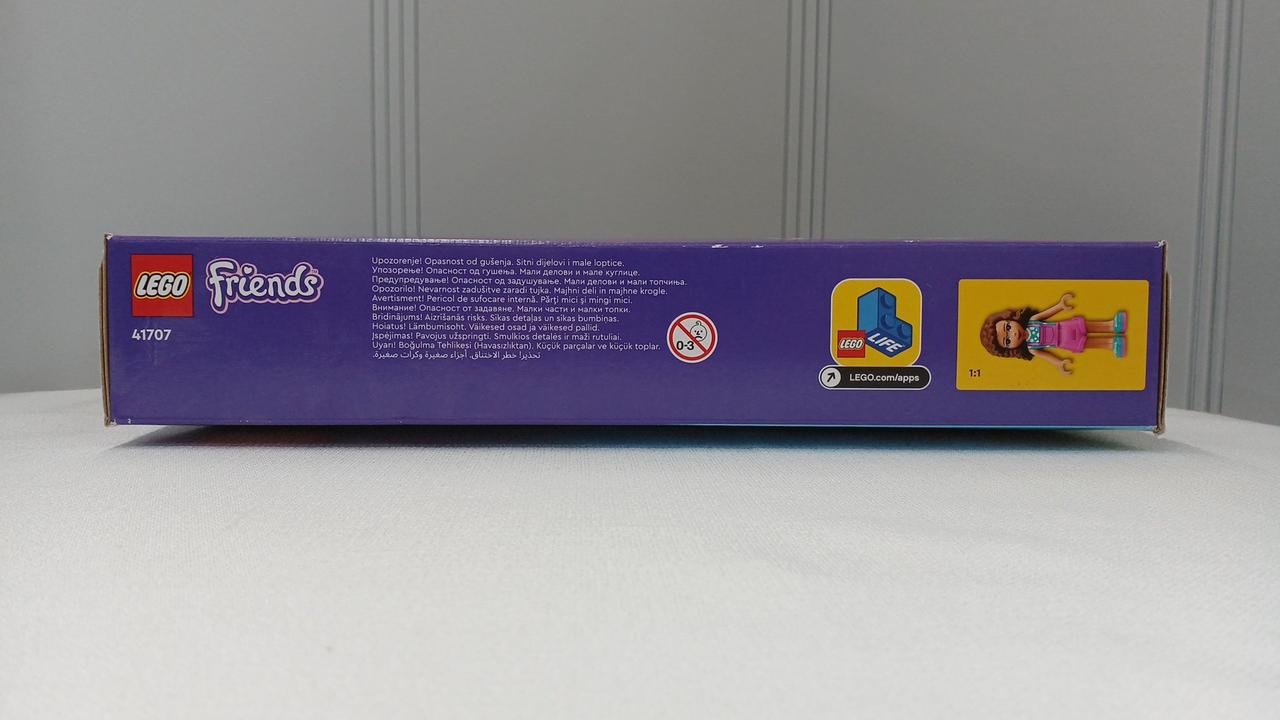 LEGO
Friends™
41707
Upozorenje! Opasnost od gušenja. Sitni dijelovi i male loptice.
Упозорење! Опасност од гушења. Мали делови и мале куглице.
Предупредување! Опасност од задушување. Мали делови и мали топчиња.
Opozorilo! Nevarnost zadušitve zaradi tujka. Majhni deli in majhne krogle.
Avertisment! Pericol de sufocare internă. Părţi mici şi mingi mici.
Внимание! Опасност от задавяне. Малки части и малки топки.
Bridinājums! Aizrīšanās risks. Sīkas detaļas un sīkas bumbiņas.
Hoiatus! Lämbumisoht. Väikesed osad ja väikesed pallid.
Įspėjimas! Pavojus užspringti. Smulkios detalės ir maži rutuliai.
Uyarı! Boğulma Tehlikesi (Havasızlıktan). Küçük parçalar ve küçük toplar.
تحذير! خطر الاختناق. أجزاء صغيرة وكرات صغيرة.
0-3
LEGO
LIFE
LEGO.com/apps
1:1